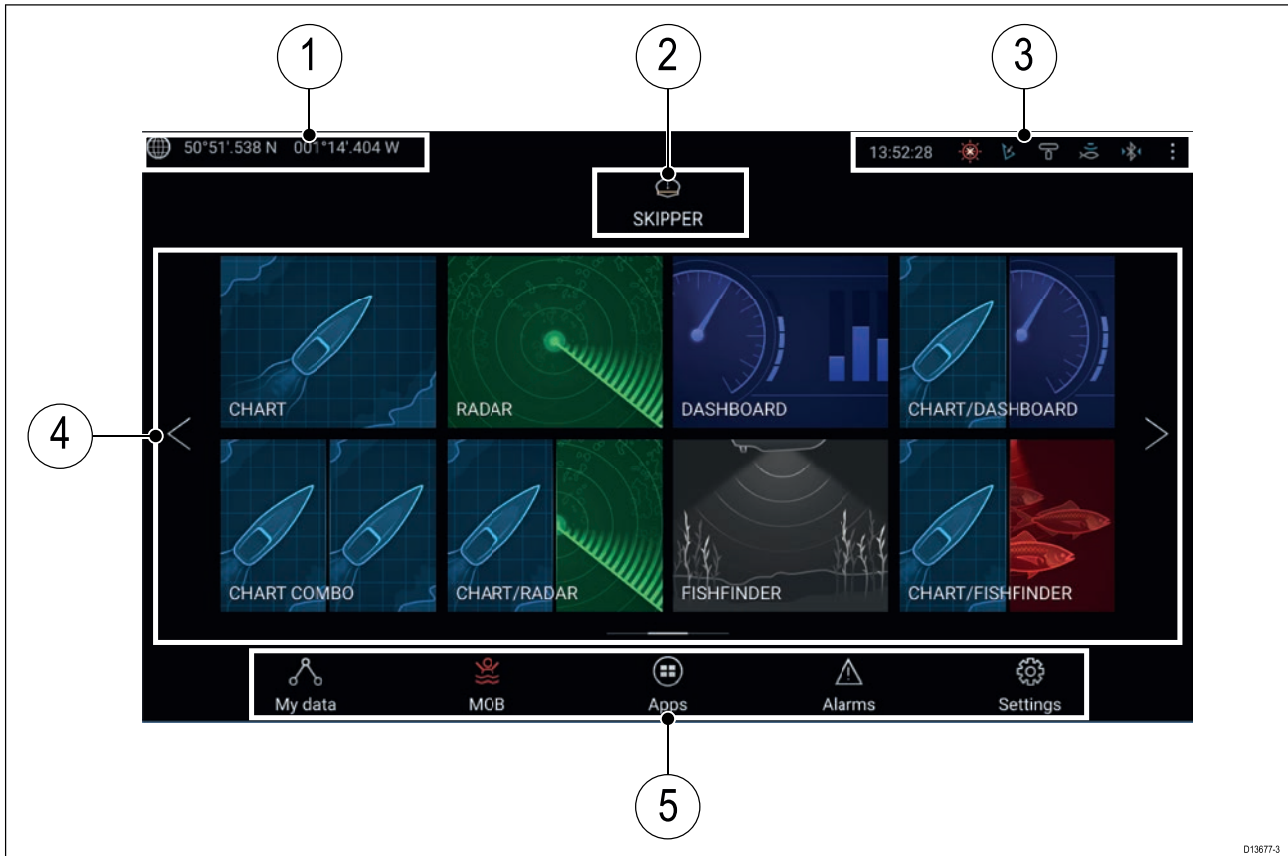 1
2
3
50°51'.538 N 001°14'.404 W
13:52:28
SKIPPER
CHART
RADAR
DASHBOARD
CHART/DASHBOARD
4
CHART COMBO
CHART/RADAR
FISHFINDER
CHART/FISHFINDER
My data
MOB
Apps
Alarms
Settings
5
D13677-3